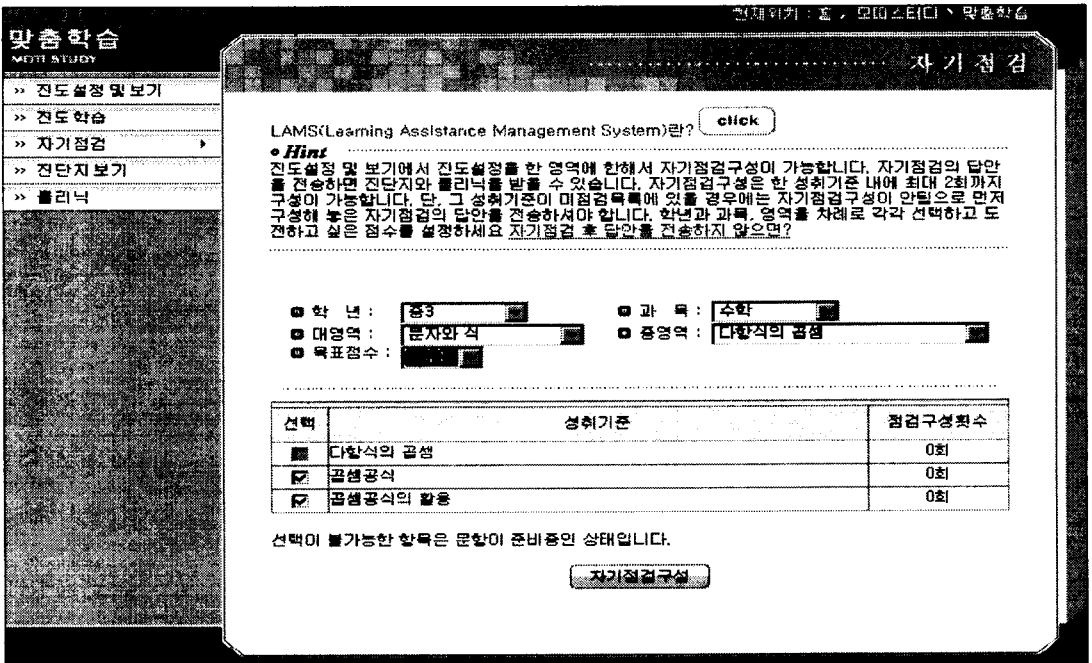 현재위치 : 홈 , 모띠스터디 、 맞춤학습
맞춤학습
MOTI STUDY
자기점검
» 진도설정 및 보기
» 진도학습
» 자기점검
» 진단지보기
» 클리닉
LAMS(Learning Assistance Management System)란? click
Hint
진도설정 및 보기에서 진도설정을 한 영역에 한해서 자기점검구성이 가능합니다. 자기점검의 답안
을 전송하면 진단지와 클리닉을 받을 수 있습니다. 자기점검구성은 한 성취기준 내에 최대 2회까지
구성이 가능합니다. 단, 그 성취기준이 미점검목록에 있을 경우에는 자기점검구성이 안됨으로 먼저
구성해 놓은 자기점검의 답안를 전송하셔야 합니다. 학년과 과목, 영역을 차례로 각각 선택하고 도
전하고 싶은 점수를 설정하세요 자기점검 후 답안를 전송하지 않으면?
학 년 : 중3 과 목 : 수학
대영역 : 문자와 식 중영역 : 다항식의 곱셈
목표점수 :
선택 성취기준 점검구성횟수
다항식의 곱셈 0회
곱셈공식 0회
곱셈공식의 활용 0회
선택이 불가능한 항목은 문항이 준비중인 상태입니다.
자기점검구성